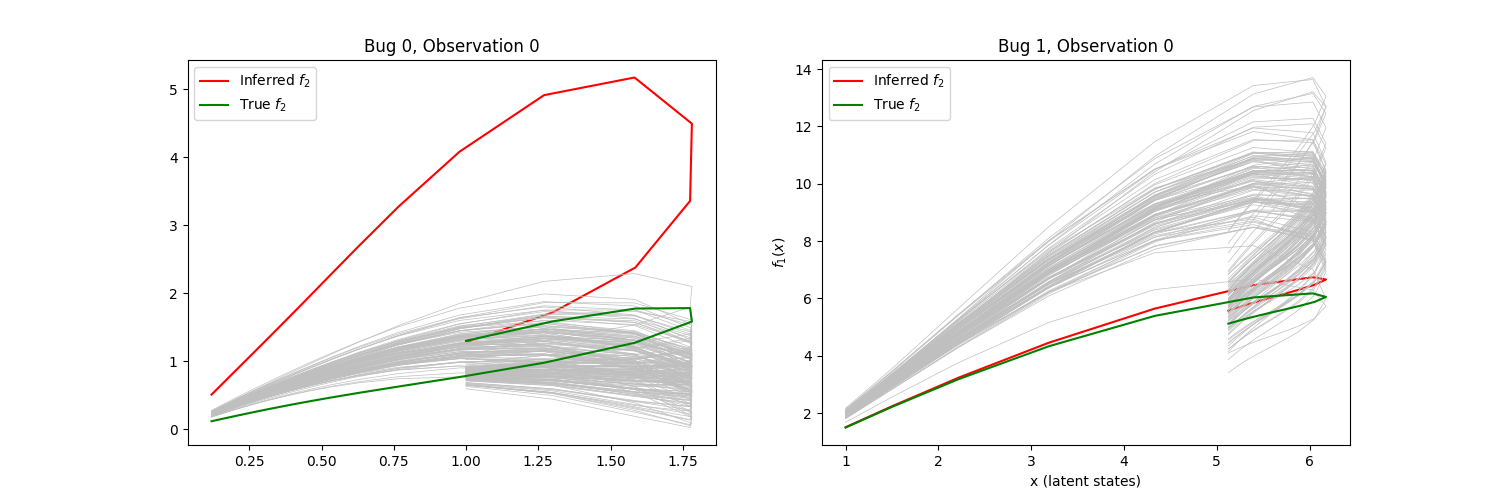 Bug 0, Observation 0
Inferred f₂
True f₂
5
4
3
2
1
0
0.25 0.50 0.75 1.00 1.25 1.50 1.75
Bug 1, Observation 0
Inferred f₂
True f₂
14
12
10
8
6
4
2
f₁(x)
1 2 3 4 5 6
x (latent states)